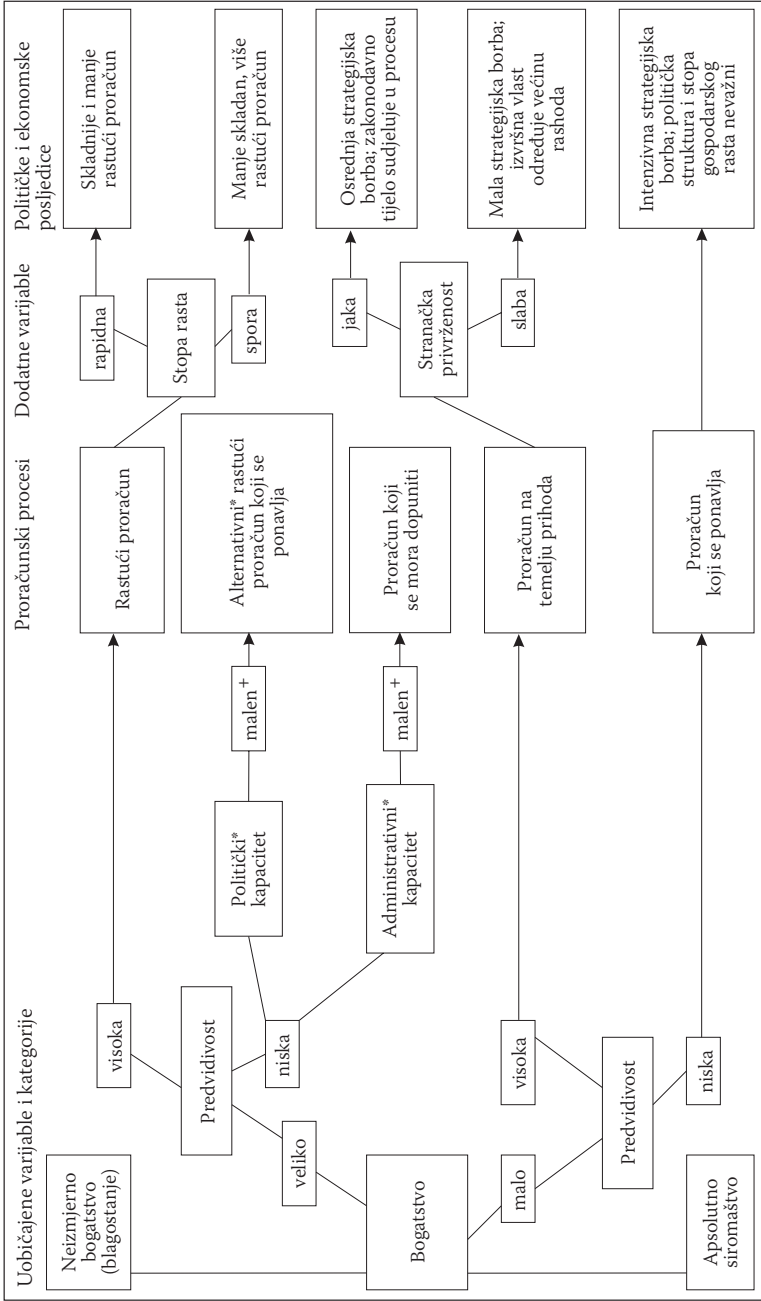 Uobičajene varijable i kategorije
Proračunski procesi
Dodatne varijable
Političke i ekonomske
posljedice
Neizmjerno
bogatstvo
(blagostanje)
visoka
Rastući proračun
rapidna
Skladnije i manje
rastući proračun
Predvidivost
Stopa rasta
Politički*
kapacitet
malen+
Alternativni* rastući
proračun koji se
ponavlja
spora
Manje skladan, više
rastući proračun
niska
veliko
Administrativni*
kapacitet
malen+
Proračun koji
se mora dopuniti
jaka
Osrednja strategijska
borba; zakonodavno
tijelo sudjeluje u procesu
Bogatstvo
Stranačka
privrženost
visoka
Proračun na
temelju prihoda
slaba
Mala strategijska borba;
izvršna vlast
određuje većinu
rashoda
malo
Predvidivost
Apsolutno
siromaštvo
niska
Proračun
koji se ponavlja
Intenzivna strategijska
borba; politička
struktura i stopa
gospodarskog
rasta nevažni